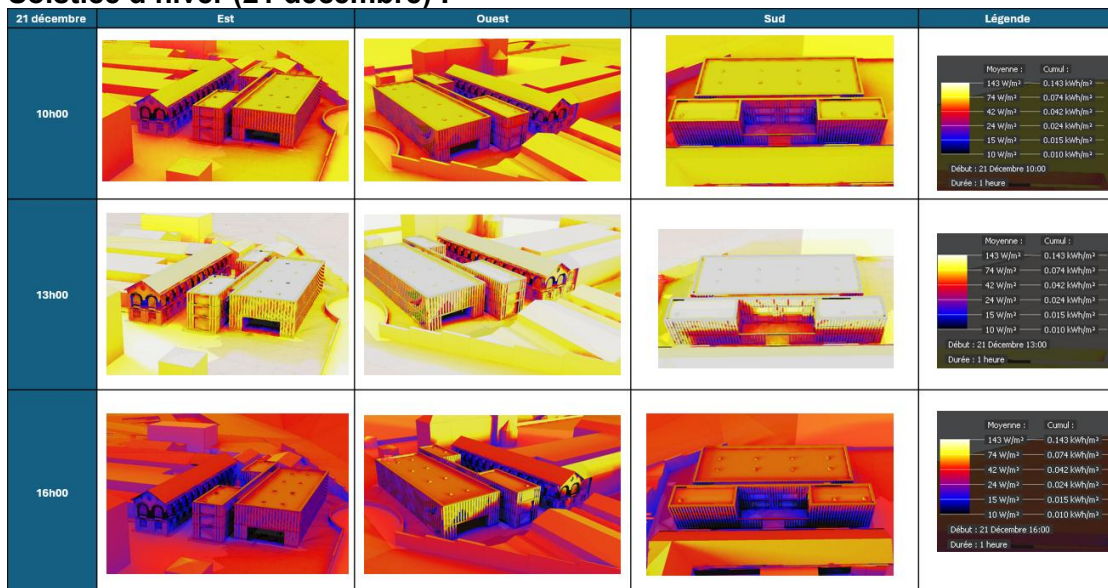 Solstice d'hiver (21 décembre) :
21 décembre Est Ouest Sud Légende
10h00
Moyenne : Cumul :
143 W/m² 0.143 kWh/m²
74 W/m² 0.074 kWh/m²
42 W/m² 0.042 kWh/m²
24 W/m² 0.024 kWh/m²
15 W/m² 0.015 kWh/m²
10 W/m² 0.010 kWh/m²
Début : 21 Décembre 10:00
Durée : 1 heure
13h00
Moyenne : Cumul :
143 W/m² 0.143 kWh/m²
74 W/m² 0.074 kWh/m²
42 W/m² 0.042 kWh/m²
24 W/m² 0.024 kWh/m²
15 W/m² 0.015 kWh/m²
10 W/m² 0.010 kWh/m²
Début : 21 Décembre 13:00
Durée : 1 heure
16h00
Moyenne : Cumul :
143 W/m² 0.143 kWh/m²
74 W/m² 0.074 kWh/m²
42 W/m² 0.042 kWh/m²
24 W/m² 0.024 kWh/m²
15 W/m² 0.015 kWh/m²
10 W/m² 0.010 kWh/m²
Début : 21 Décembre 16:00
Durée : 1 heure